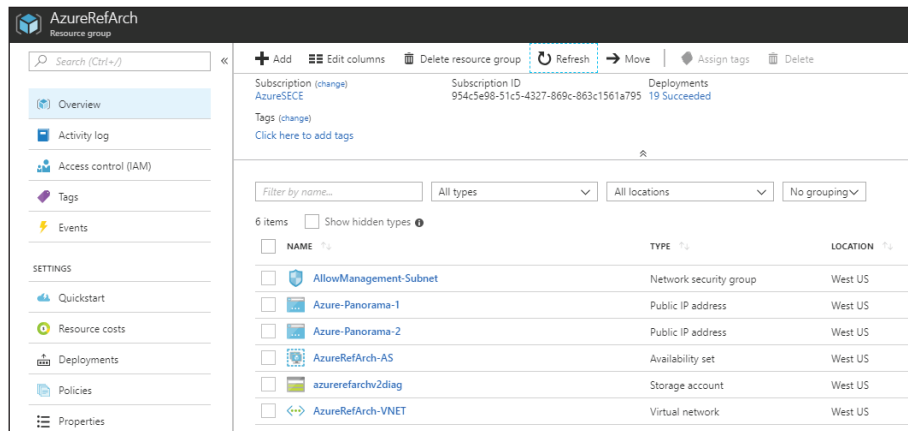 AzureRefArch
Resource group
Search (Ctrl+/)
«
Overview
Activity log
Access control (IAM)
Tags
Events
SETTINGS
Quickstart
Resource costs
Deployments
Policies
Properties
Add Edit columns Delete resource group Refresh Move Assign tags Delete
Subscription (change) Subscription ID Deployments
AzureSECE 954c5e98-51c5-4327-869c-863c1561a795 19 Succeeded
Tags (change)
Click here to add tags
Filter by name... All types All locations No grouping
6 items Show hidden types
NAME TYPE LOCATION
AllowManagement-Subnet Network security group West US
Azure-Panorama-1 Public IP address West US
Azure-Panorama-2 Public IP address West US
AzureRefArch-AS Availability set West US
azurerefarchv2diag Storage account West US
AzureRefArch-VNET Virtual network West US